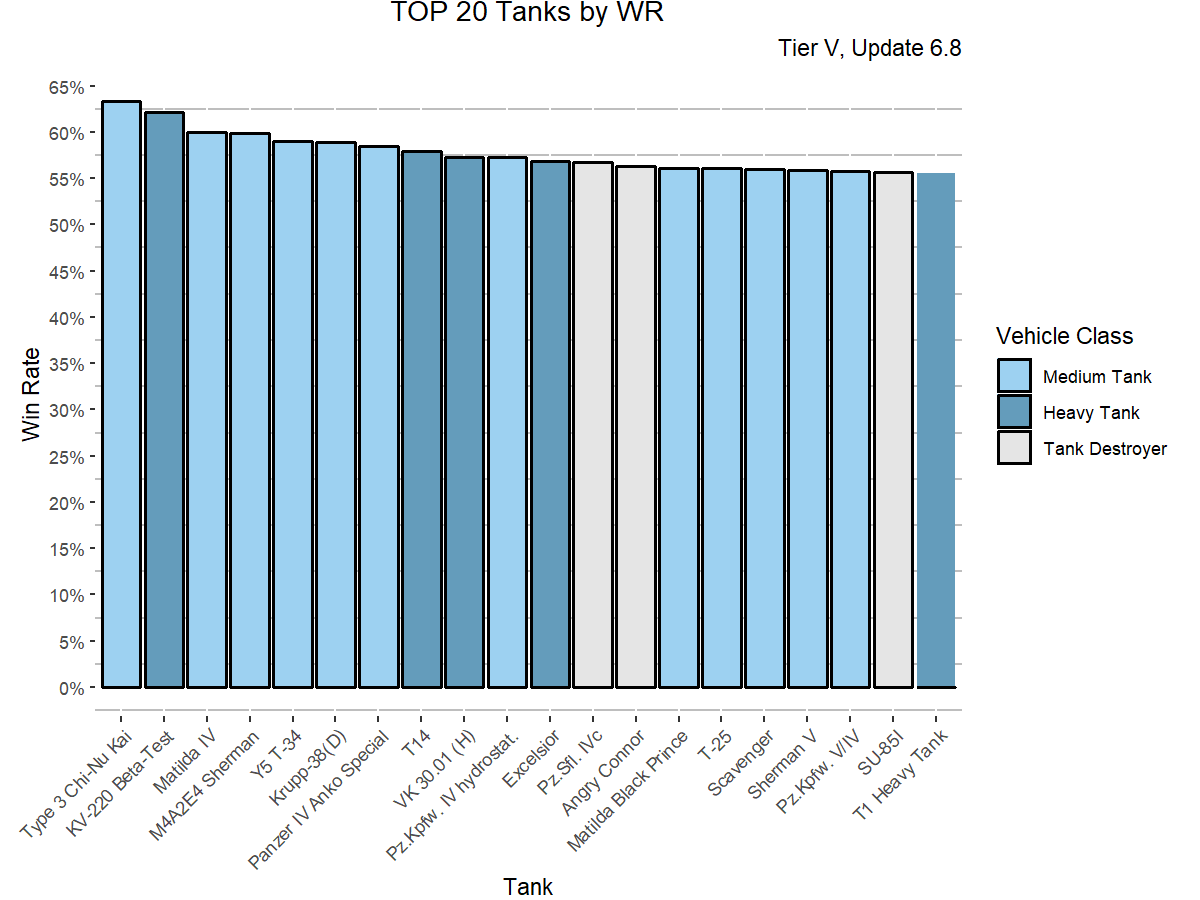 TOP 20 Tanks by WR
Tier V, Update 6.8
65%
60%
55%
50%
45%
40%
35%
30%
25%
20%
15%
10%
5%
0%
Win Rate
Type 3 Chi-Nu Kai
KV-220 Beta-Test
Matilda IV
M4A2E4 Sherman
Y5 T-34
Krupp-38(D)
Panzer IV Anko Special
T14
VK 30.01 (H)
Pz.Kpfw. IV hydrostat.
Excelsior
Pz.Sfl. IVc
Angry Connor
Matilda Black Prince
T-25
Scavenger
Sherman V
Pz.Kpfw. V/IV
SU-85I
T1 Heavy Tank
Tank
Vehicle Class
Medium Tank
Heavy Tank
Tank Destroyer